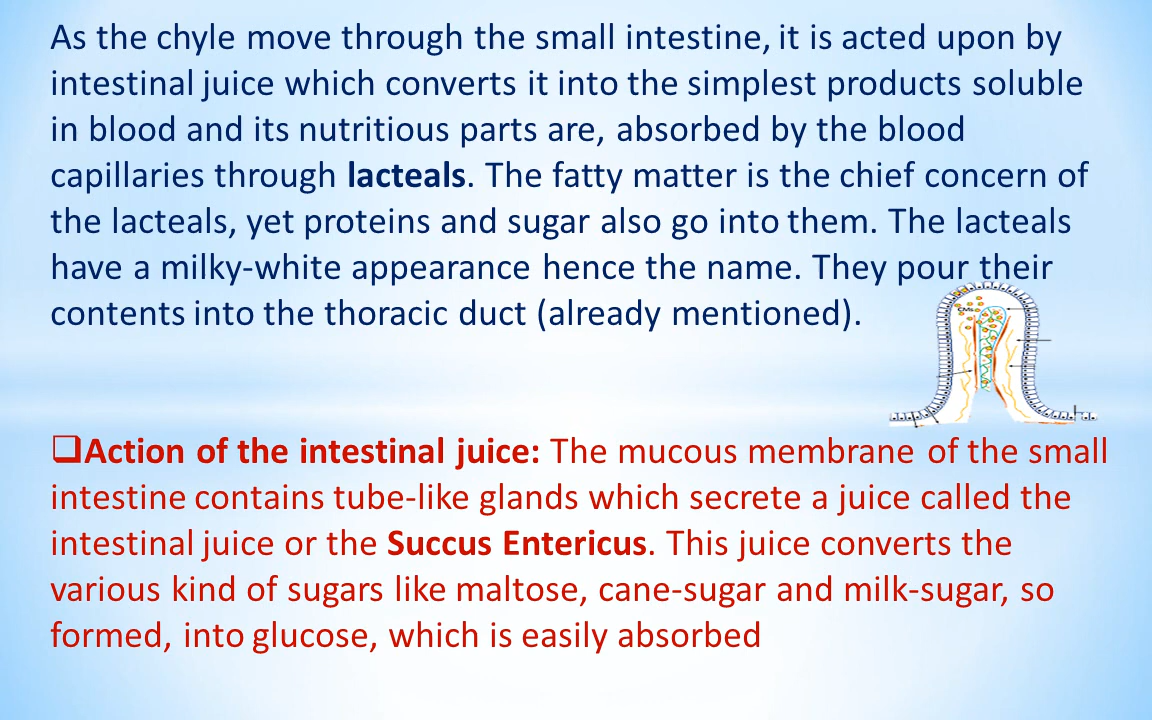 As the chyle move through the small intestine, it is acted upon by
intestinal juice which converts it into the simplest products soluble
in blood and its nutritious parts are, absorbed by the blood
capillaries through lacteals. The fatty matter is the chief concern of
the lacteals, yet proteins and sugar also go into them. The lacteals
have a milky-white appearance hence the name. They pour their
contents into the thoracic duct (already mentioned).
❑Action of the intestinal juice: The mucous membrane of the small
intestine contains tube-like glands which secrete a juice called the
intestinal juice or the Succus Entericus. This juice converts the
various kind of sugars like maltose, cane-sugar and milk-sugar, so
formed, into glucose, which is easily absorbed